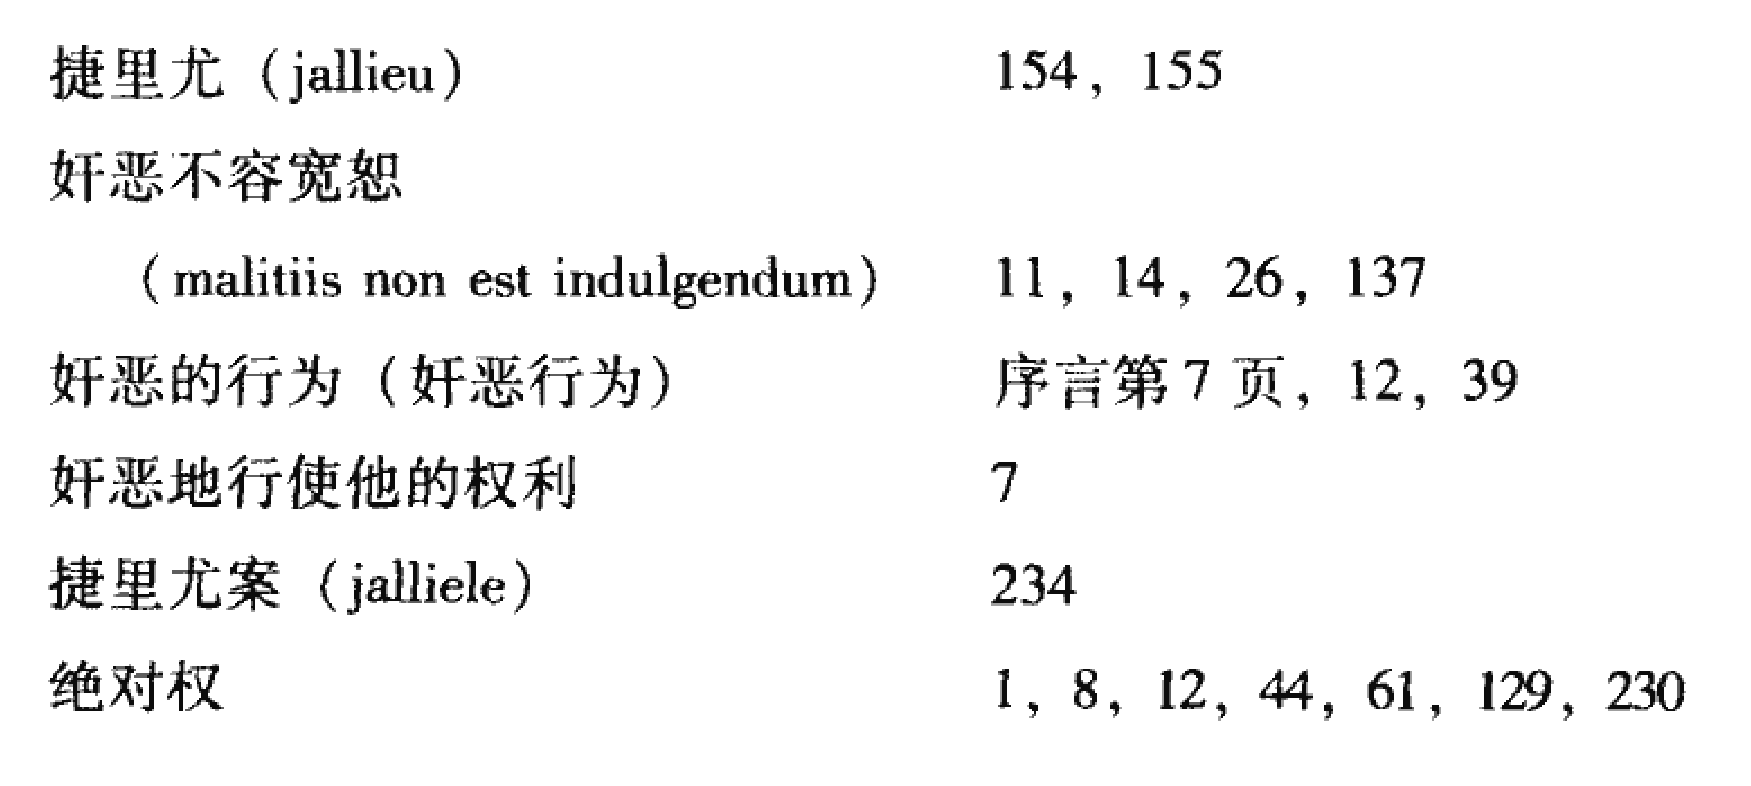 捷里尤（jallieu） 154，155
奸恶不容宽恕
（malitiis non est indulgendum） 11，14，26，137
奸恶的行为（奸恶行为） 序言第7页，12，39
奸恶地行使他的权利 7
捷里尤案（jalliele） 234
绝对权 1，8，12，44，61，129，230